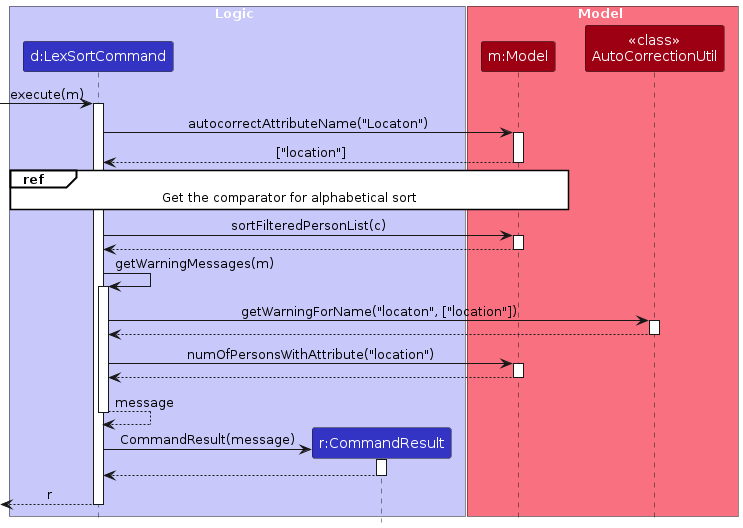 Logic
Model
d:LexSortCommand
m:Model
«class»
AutoCorrectionUtil
execute(m)
autocorrectAttributeName("Locaton")
["location"]
ref
Get the comparator for alphabetical sort
sortFilteredPersonList(c)
getWarningMessages(m)
getWarningForName("locaton", ["location"])
numOfPersonsWithAttribute("location")
message
CommandResult(message)
r:CommandResult
r